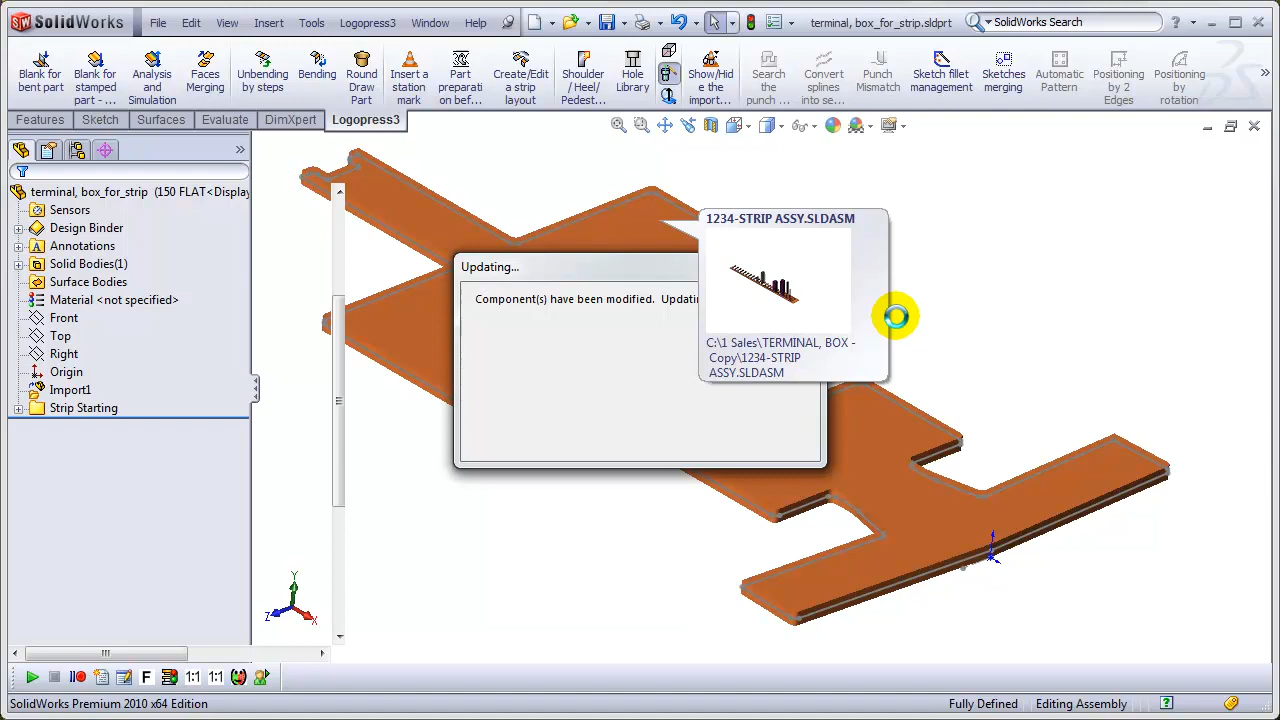 SolidWorks File Edit View Insert Tools Logopress3 Window Help terminal, box_for_strip.sldprt SolidWorks Search
Blank for bent part
Blank for stamped part - ...
Analysis and Simulation
Faces Merging
Unbending by steps
Bending
Round Draw Part
Insert a station mark
Part preparati on bef...
Create/Edit a strip layout
Shoulder / Heel / Pedest...
Hole Library
Show/Hid e the import...
Search the punch ...
Convert splines into se...
Punch Mismatch
Sketch fillet management
Sketches merging
Automatic Pattern
Positioning by 2 Edges
Positioning by rotation
Features Sketch Surfaces Evaluate DimXpert Logopress3
terminal, box_for_strip (150 FLAT<Display
Sensors
Design Binder
Annotations
Solid Bodies(1)
Surface Bodies
Material <not specified>
Front
Top
Right
Origin
Import1
Strip Starting
Updating...
Component(s) have been modified. Updatin
1234-STRIP ASSY.SLDASM
C:\1 Sales\TERMINAL, BOX -
Copy\1234-STRIP
ASSY.SLDASM
Y
Z
X
F 1:1 1:1
SolidWorks Premium 2010 x64 Edition Fully Defined Editing Assembly